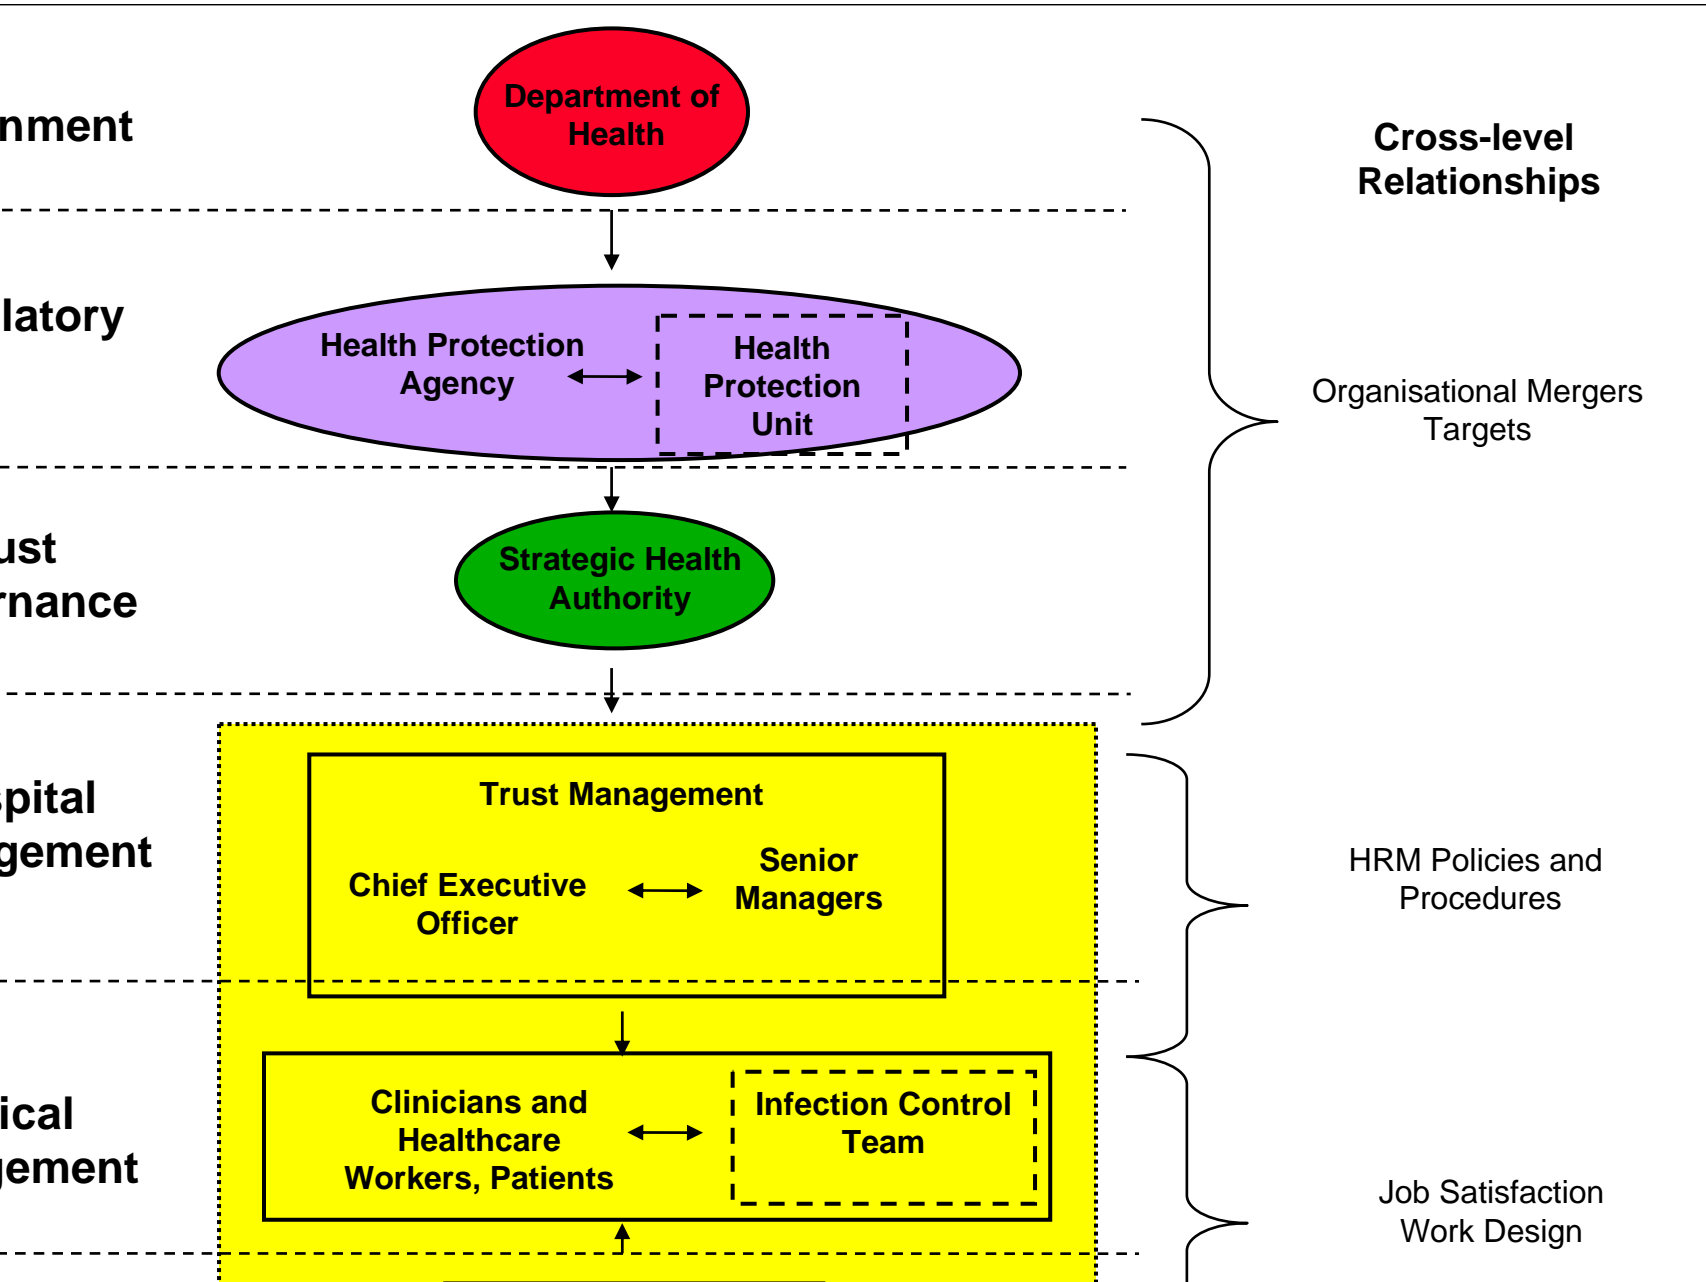 Department of
Health
nment
Cross-level
Relationships
latory
Health Protection
Agency
Health
Protection
Unit
Organisational Mergers
Targets
ust
rnance
Strategic Health
Authority
spital
gement
Trust Management
Chief Executive
Officer
Senior
Managers
HRM Policies and
Procedures
ical
gement
Clinicians and
Healthcare
Workers, Patients
Infection Control
Team
Job Satisfaction
Work Design